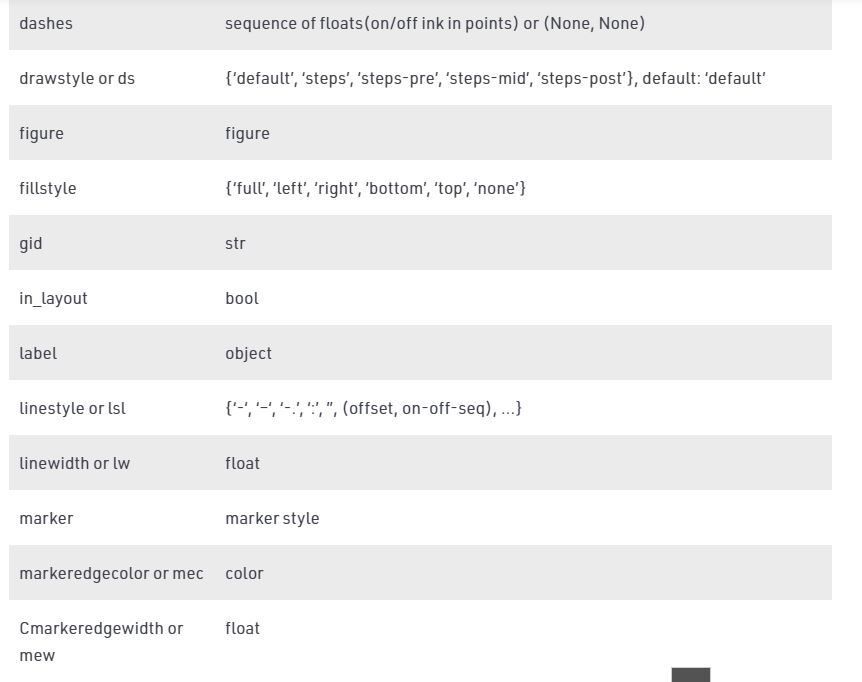 dashes sequence of floats(on/off ink in points) or (None, None)
drawstyle or ds {‘default’, ‘steps’, ‘steps-pre’, ‘steps-mid’, ‘steps-post’}, default: ‘default’
figure figure
fillstyle {‘full’, ‘left’, ‘right’, ‘bottom’, ‘top’, ‘none’}
gid str
in_layout bool
label object
linestyle or lsl {‘-‘, ‘–‘, ‘-.’, ‘:’, ”, (offset, on-off-seq), …}
linewidth or lw float
marker marker style
markeredgecolor or mec color
Cmarkeredgewidth or float
mew